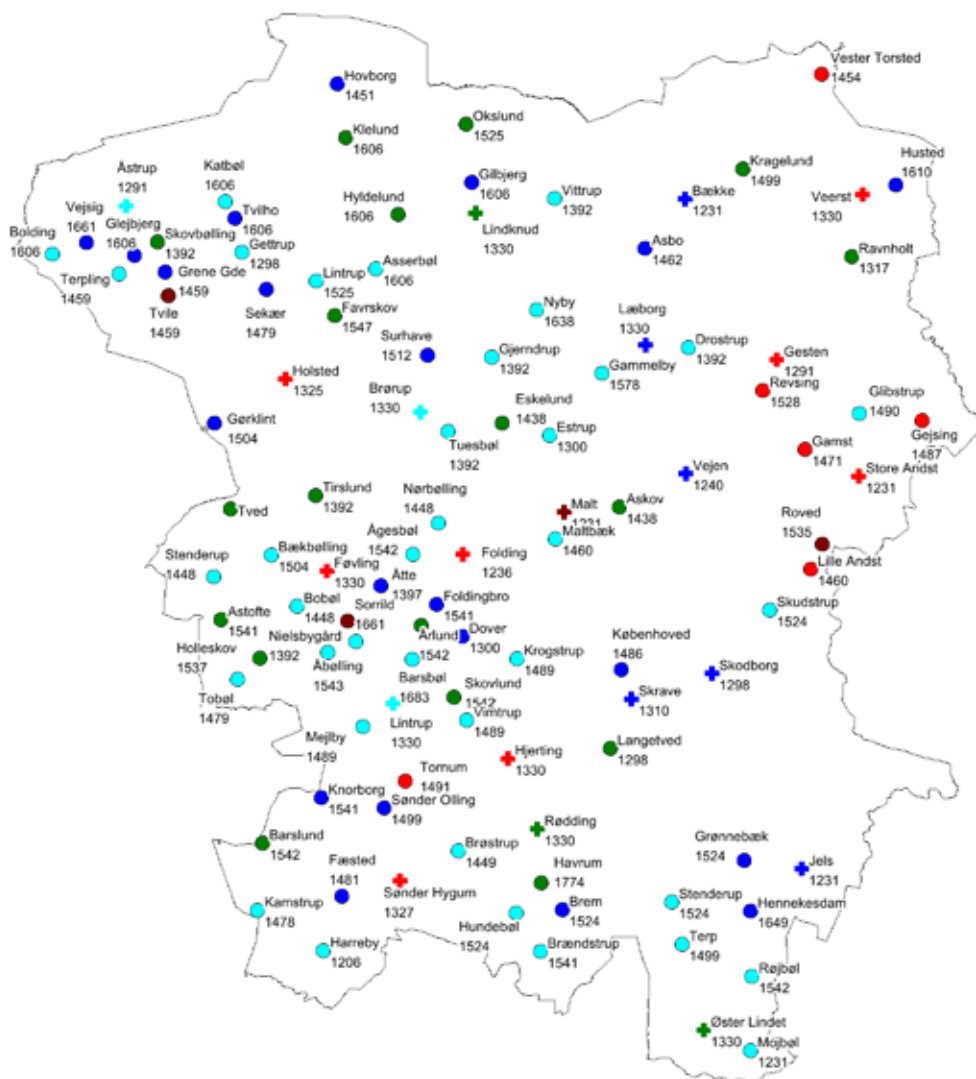 Vester Torsted
1454
Hovborg
1451
Klelund
1606
Okslund
1525
Kragelund
1499
Husted
1610
Åstrup
1291
Katbøl
1606
Gilbjerg
1606
Vittrup
1392
Bække
1231
Veerst
1330
Vejsig
1661
Glejbjerg
1606
Tvilho
1606
Hyldelund
1606
Lindknud
1330
Bolding
1606
Skovbølling
1392
Gettrup
1298
Asbo
1462
Ravnholt
1317
Terpling
1459
Grene Gde
1459
Asserbøl
1606
Lintrup
1525
Tvile
1459
Sekær
1479
Favrskov
1547
Nyby
1638
Læborg
1330
Surhave
1512
Gjerndrup
1392
Drostrup
1392
Gammelby
1578
Gesten
1291
Holsted
1325
Revsing
1528
Brørup
1330
Glibstrup
1490
Gørklint
1504
Eskelund
1438
Estrup
1300
Gejsing
1487
Tuesbøl
1392
Gamst
1471
Vejen
1240
Store Andst
1231
Tirslund
1392
Nørbølling
1448
Tved
Malt
1231
Askov
1438
Roved
1535
Ågesbøl
1542
Maltbæk
1460
Stenderup
1448
Bækbølling
1504
Føvling
1330
Folding
1236
Lille Andst
1460
Åtte
1397
Bobøl
1448
Sorrild
1661
Foldingbro
1541
Skudstrup
1524
Astofte
1541
Nielsbygård
1392
Arlund
1542
Dover
1300
Holleskov
1537
Åbølling
1543
Krogstrup
1489
Københoved
1486
Skodborg
1298
Tobøl
1479
Barsbøl
1683
Skovlund
1542
Skrave
1310
Lintrup
1330
Vimtrup
1489
Mejlby
1489
Langetved
1298
Hjerting
1330
Tornum
1491
Knorborg
1541
Sønder Olling
1499
Rødding
1330
Barslund
1542
Brøstrup
1449
Grønnebæk
1524
Jels
1231
Fæsted
1481
Havrum
1774
Sønder Hygum
1327
Stenderup
1524
Kamstrup
1478
Hundebøl
1524
Brem
1524
Hennekesdam
1649
Harreby
1206
Brændstrup
1541
Terp
1499
Røjbøl
1542
Øster Lindet
1330
Mojbøl
1231